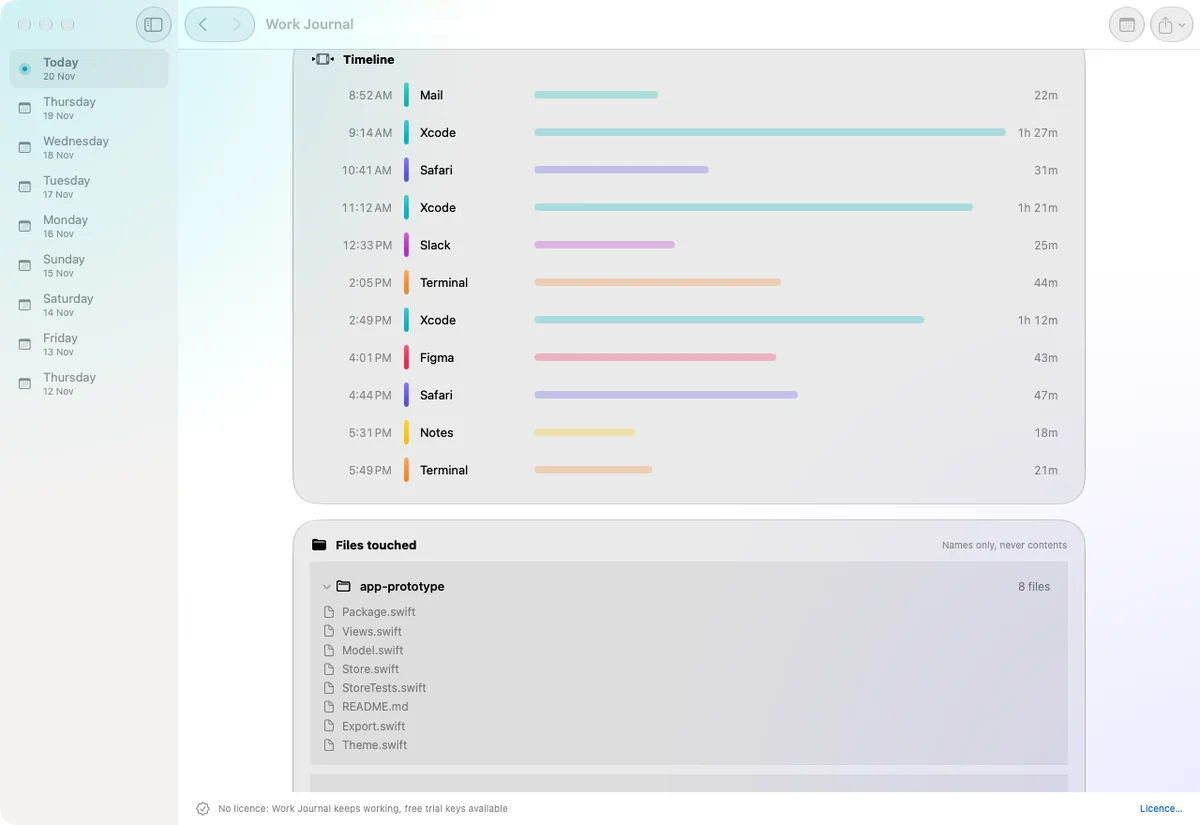 Work Journal
Today
20 Nov
Thursday
19 Nov
Wednesday
18 Nov
Tuesday
17 Nov
Monday
16 Nov
Sunday
15 Nov
Saturday
14 Nov
Friday
13 Nov
Thursday
12 Nov
Timeline
8:52 AM Mail 22m
9:14 AM Xcode 1h 27m
10:41 AM Safari 31m
11:12 AM Xcode 1h 21m
12:33 PM Slack 25m
2:05 PM Terminal 44m
2:49 PM Xcode 1h 12m
4:01 PM Figma 43m
4:44 PM Safari 47m
5:31 PM Notes 18m
5:49 PM Terminal 21m
Files touched Names only, never contents
app-prototype 8 files
Package.swift
Views.swift
Model.swift
Store.swift
StoreTests.swift
README.md
Export.swift
Theme.swift
No licence: Work Journal keeps working, free trial keys available Licence...